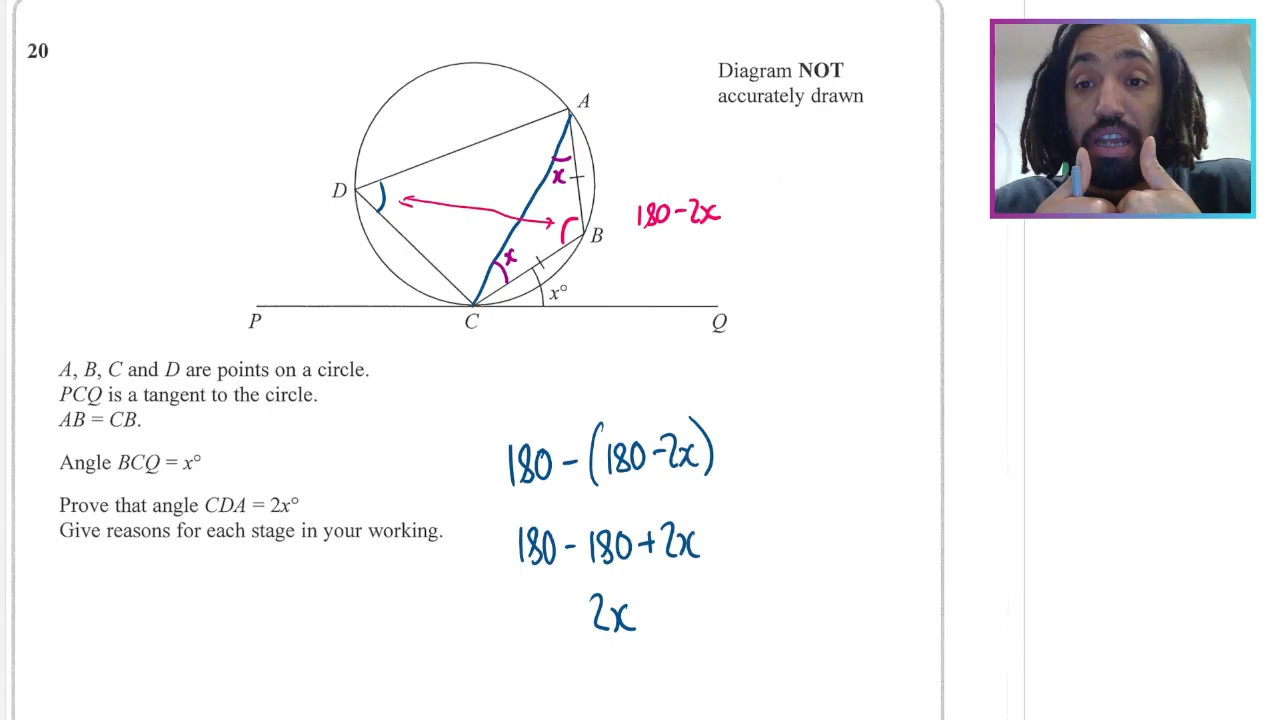 20
Diagram NOT
accurately drawn
A
D
x
B
180-2x
x
x°
P
C
Q
A, B, C and D are points on a circle.
PCQ is a tangent to the circle.
AB = CB.
Angle BCQ = x°
Prove that angle CDA = 2x°
Give reasons for each stage in your working.
180-(180-2x)
180-180+2x
2x